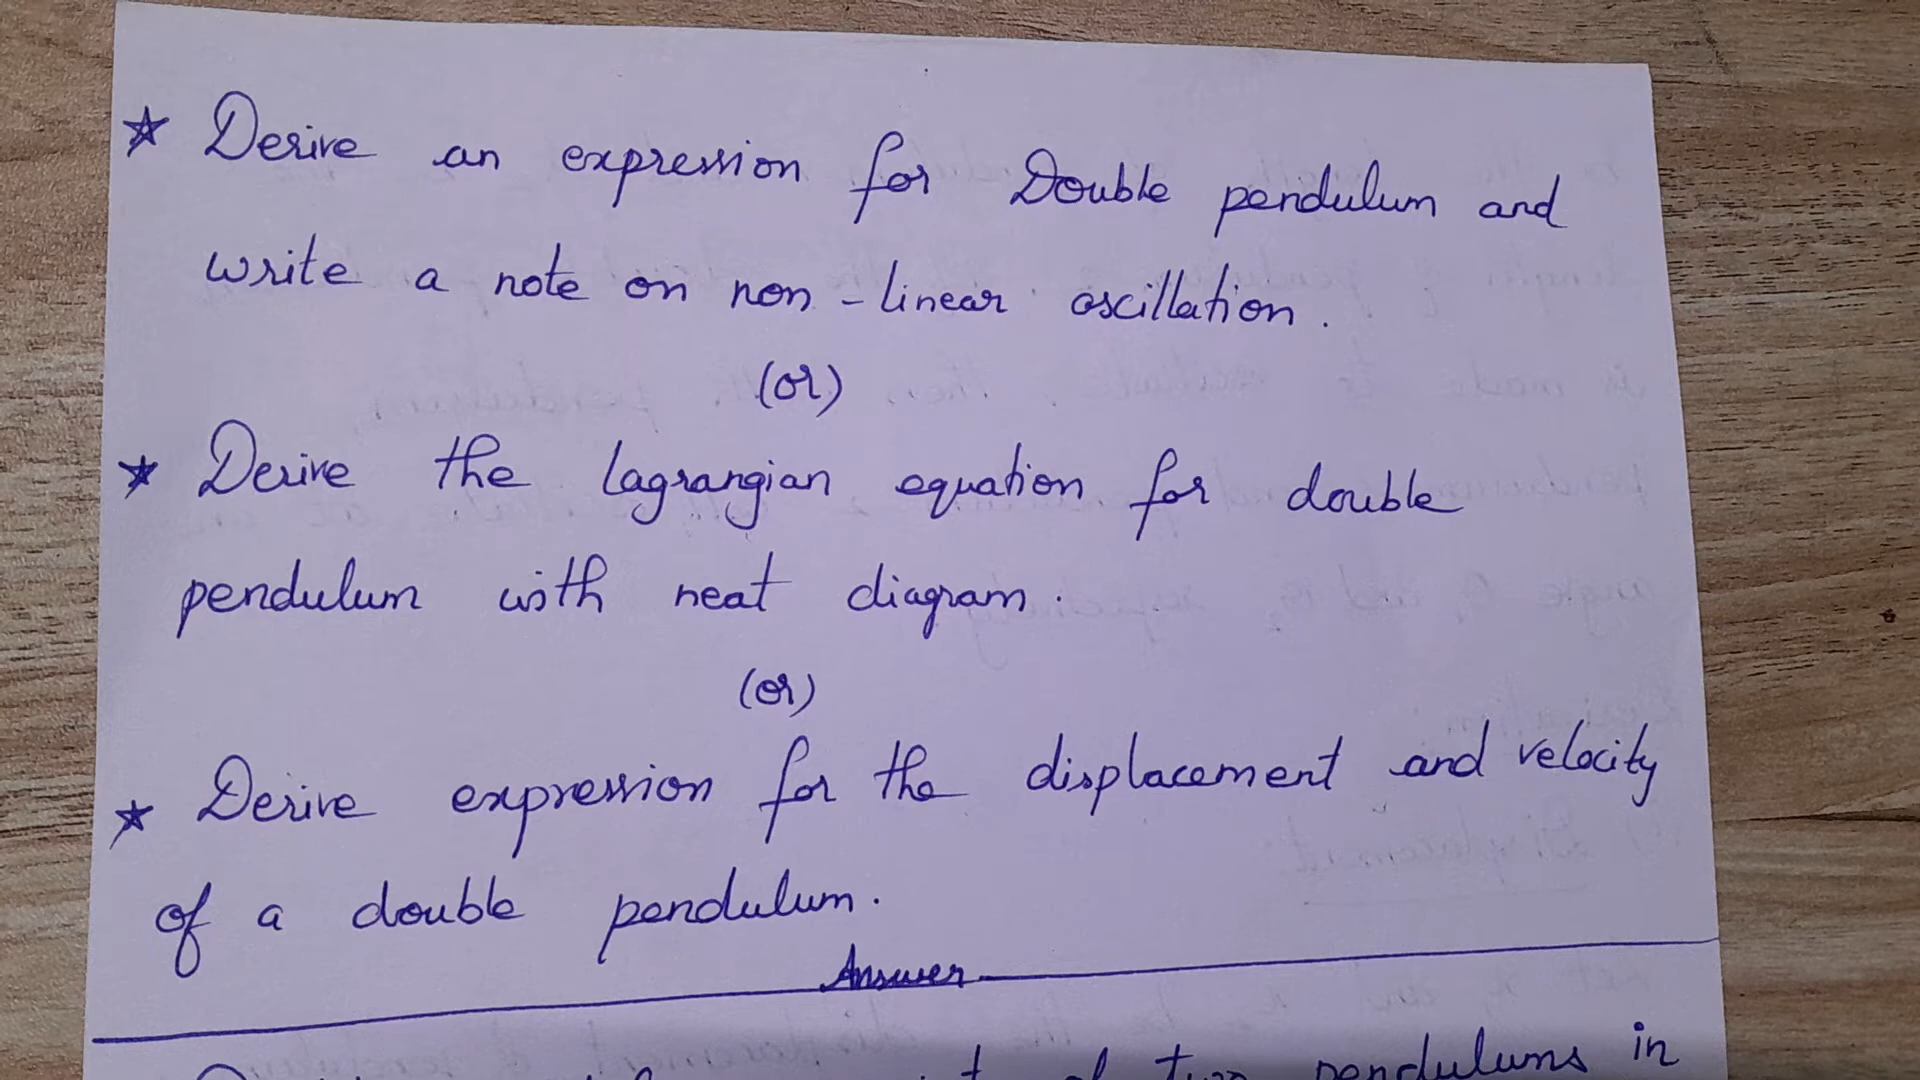 ☆ Derive an expression for Double pendulum and
write a note on non-linear oscillation.
(or)
☆ Derive the lagrangian equation for double
pendulum with neat diagram.
(or)
☆ Derive expression for the displacement and velocity
of a double pendulum.
Answer
of two pendulums in